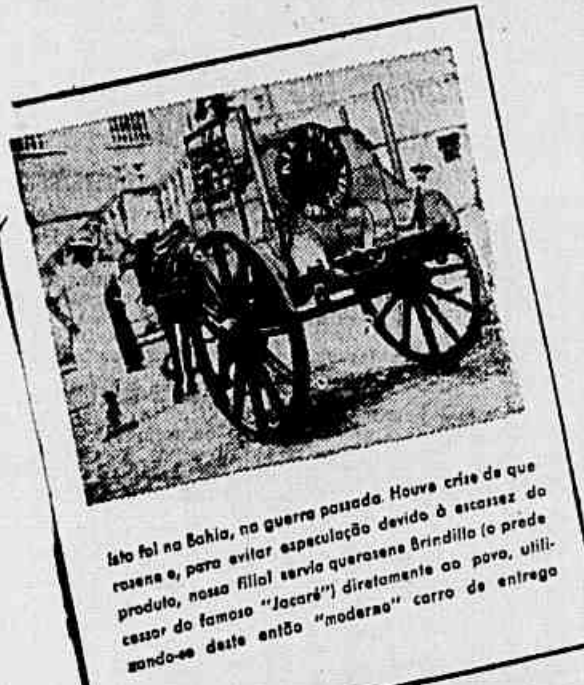 Isto foi na Bahia, na guerra passada. Houve crise de que
rosene e, para evitar especulação devido à escassez do
produto, nossa filial servia querosene Brindilla (o prede
cessor do famoso "Jacaré") diretamente ao povo, utili-
zando-se deste então "moderno" carro de entrega